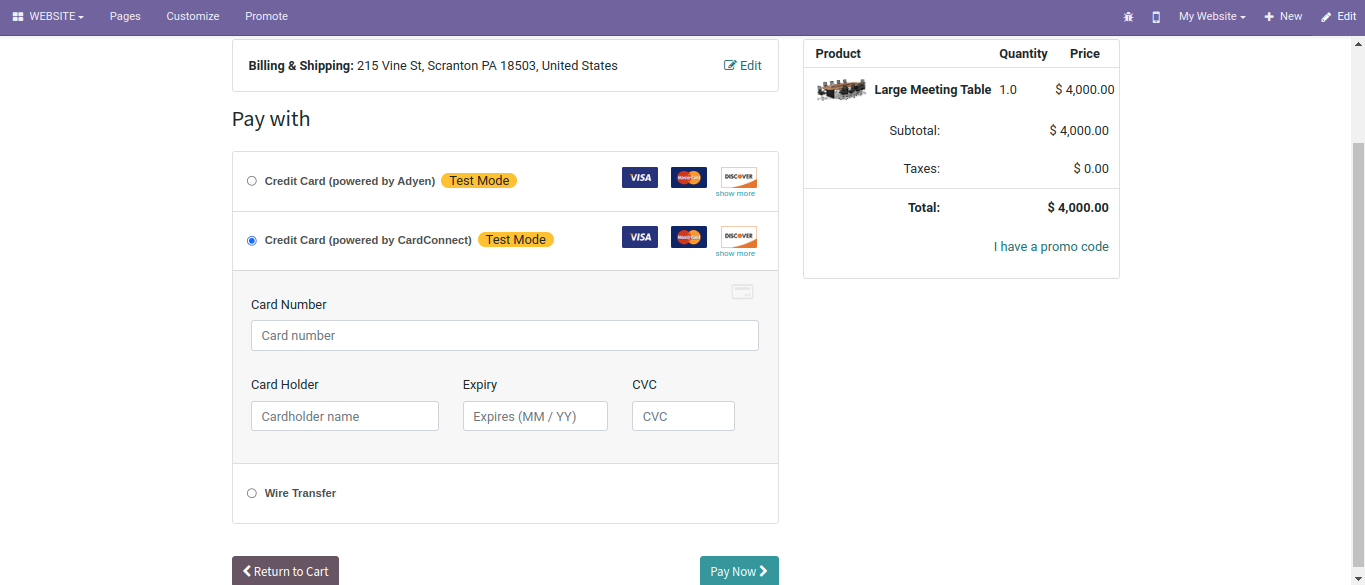 WEBSITE Pages Customize Promote My Website New Edit
Billing & Shipping: 215 Vine St, Scranton PA 18503, United States Edit
Pay with
Credit Card (powered by Adyen) Test Mode VISA MasterCard DISCOVER
show more
Credit Card (powered by CardConnect) Test Mode VISA MasterCard DISCOVER
show more
Card Number
Card number
Card Holder Expiry CVC
Cardholder name Expires (MM / YY) CVC
Wire Transfer
Return to Cart Pay Now
Product Quantity Price
Large Meeting Table 1.0 $ 4,000.00
Subtotal: $ 4,000.00
Taxes: $ 0.00
Total: $ 4,000.00
I have a promo code